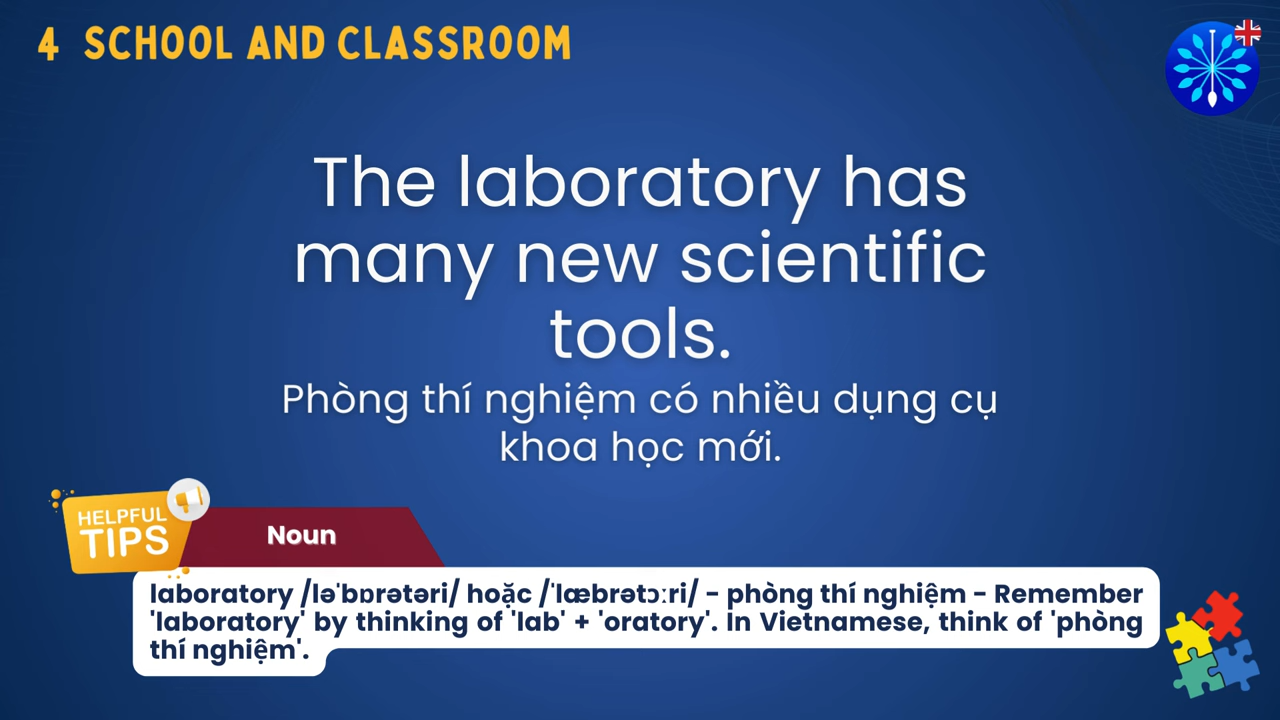 4 SCHOOL AND CLASSROOM
The laboratory has
many new scientific
tools.
Phòng thí nghiệm có nhiều dụng cụ
khoa học mới.
HELPFUL
TIPS
Noun
laboratory /ləˈbɒrətəri/ hoặc /ˈlæbrətɔːri/ - phòng thí nghiệm - Remember
'laboratory' by thinking of 'lab' + 'oratory'. In Vietnamese, think of 'phòng
thí nghiệm'.